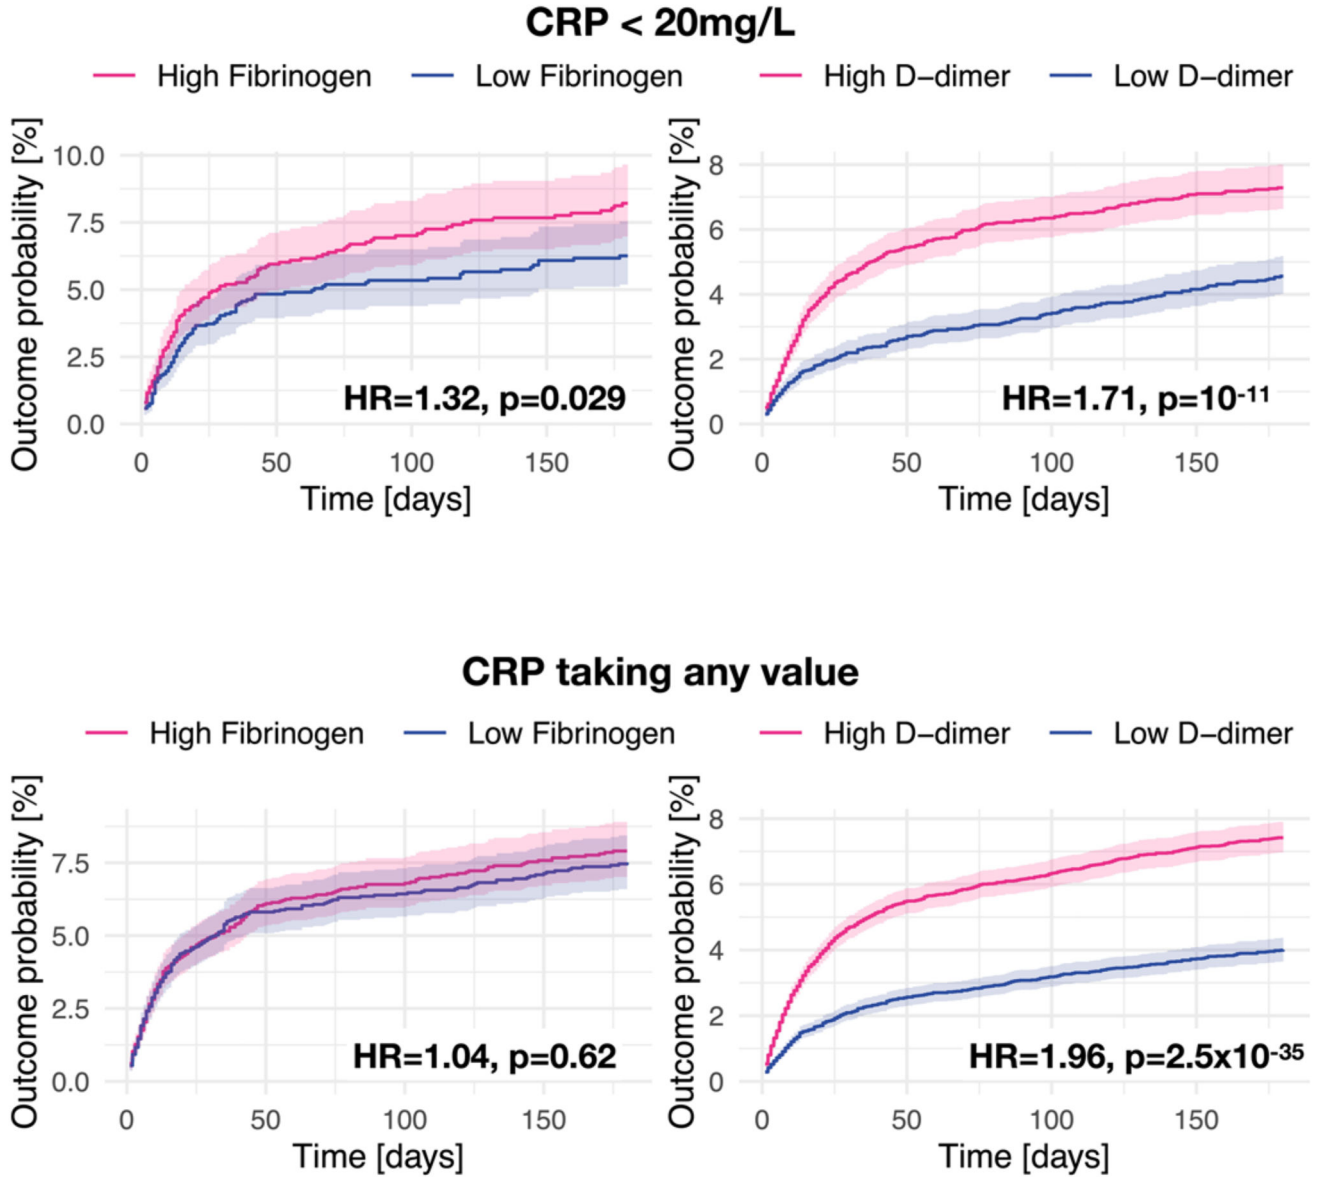 CRP < 20mg/L
High Fibrinogen Low Fibrinogen
Outcome probability [%]
10.0
7.5
5.0
2.5
0.0
HR=1.32, p=0.029
0 50 100 150
Time [days]
High D−dimer Low D−dimer
Outcome probability [%]
8
6
4
2
0
HR=1.71, p=10⁻¹¹
0 50 100 150
Time [days]
CRP taking any value
High Fibrinogen Low Fibrinogen
Outcome probability [%]
7.5
5.0
2.5
0.0
HR=1.04, p=0.62
0 50 100 150
Time [days]
High D−dimer Low D−dimer
Outcome probability [%]
8
6
4
2
0
HR=1.96, p=2.5x10⁻³⁵
0 50 100 150
Time [days]